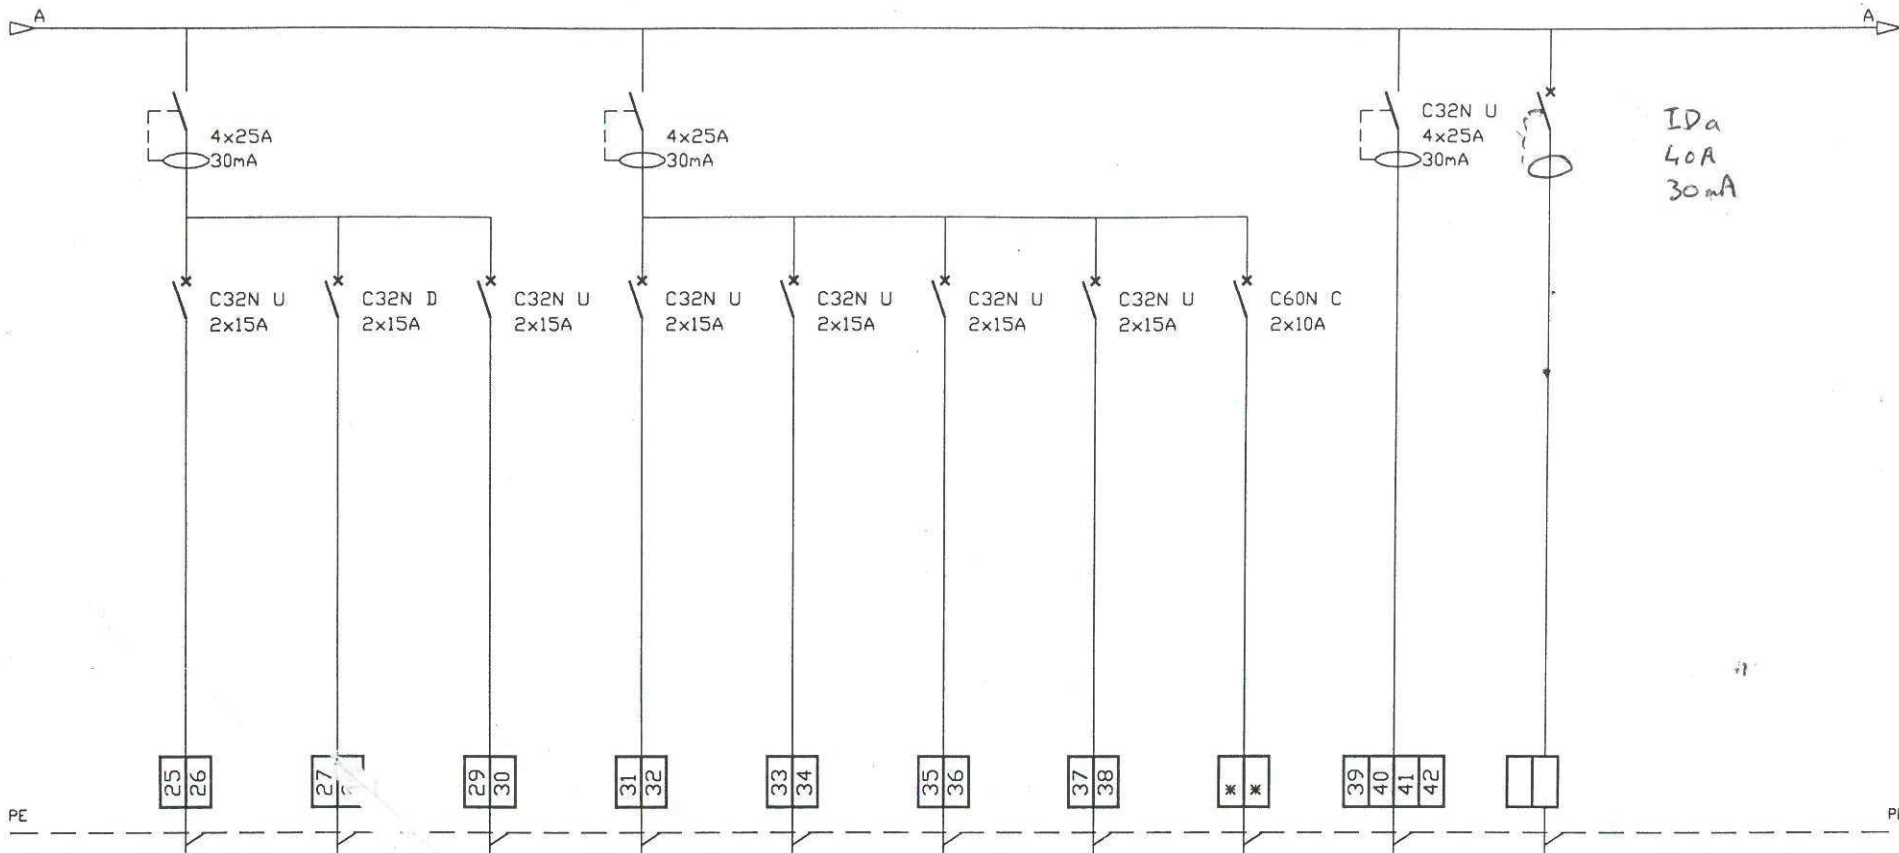 A
A
4x25A
30mA
4x25A
30mA
C32N U
4x25A
30mA
IDa
40A
30mA
C32N U
2x15A
C32N D
2x15A
C32N U
2x15A
C32N U
2x15A
C32N U
2x15A
C32N U
2x15A
C32N U
2x15A
C60N C
2x10A
25
26
27
29
30
31
32
33
34
35
36
37
38
*
*
39
40
41
42
PE